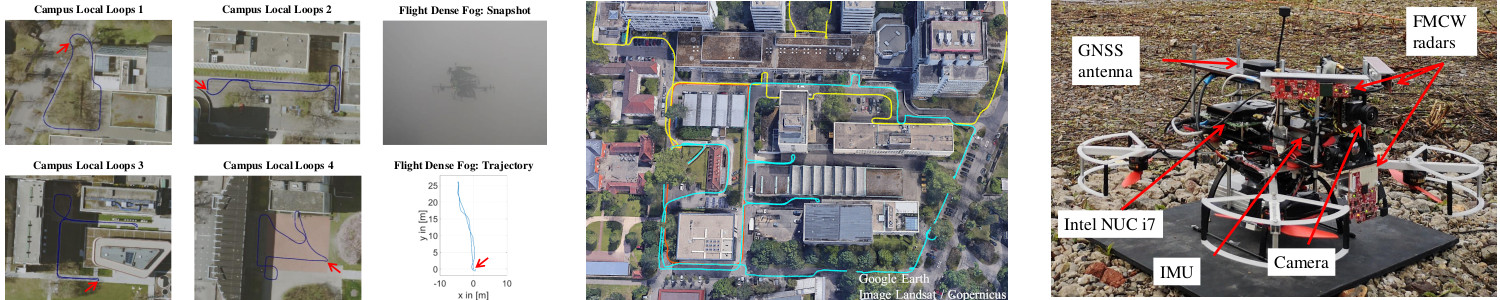 Campus Local Loops 1
Campus Local Loops 2
Flight Dense Fog: Snapshot
Campus Local Loops 3
Campus Local Loops 4
Flight Dense Fog: Trajectory
25
20
15
10
5
0
y in [m]
-10
0
10
x in [m]
Google Earth
Image Landsat / Copernicus
GNSS
antenna
FMCW
radars
Intel NUC i7
IMU
Camera